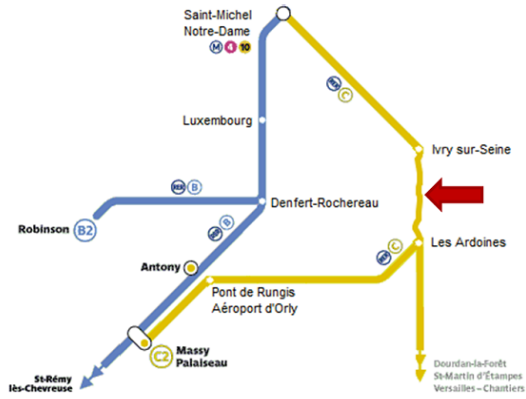 Saint-Michel
Notre-Dame
M 4 10
RER C
Luxembourg
Ivry sur-Seine
RER B
Denfert-Rochereau
Robinson B2
RER B
Les Ardoines
RER C
Antony
Pont de Rungis
Aéroport d'Orly
C2 Massy
Palaiseau
St-Rémy
lès-Chevreuse
Dourdan-la-Forêt
St-Martin d'Étampes
Versailles – Chantiers